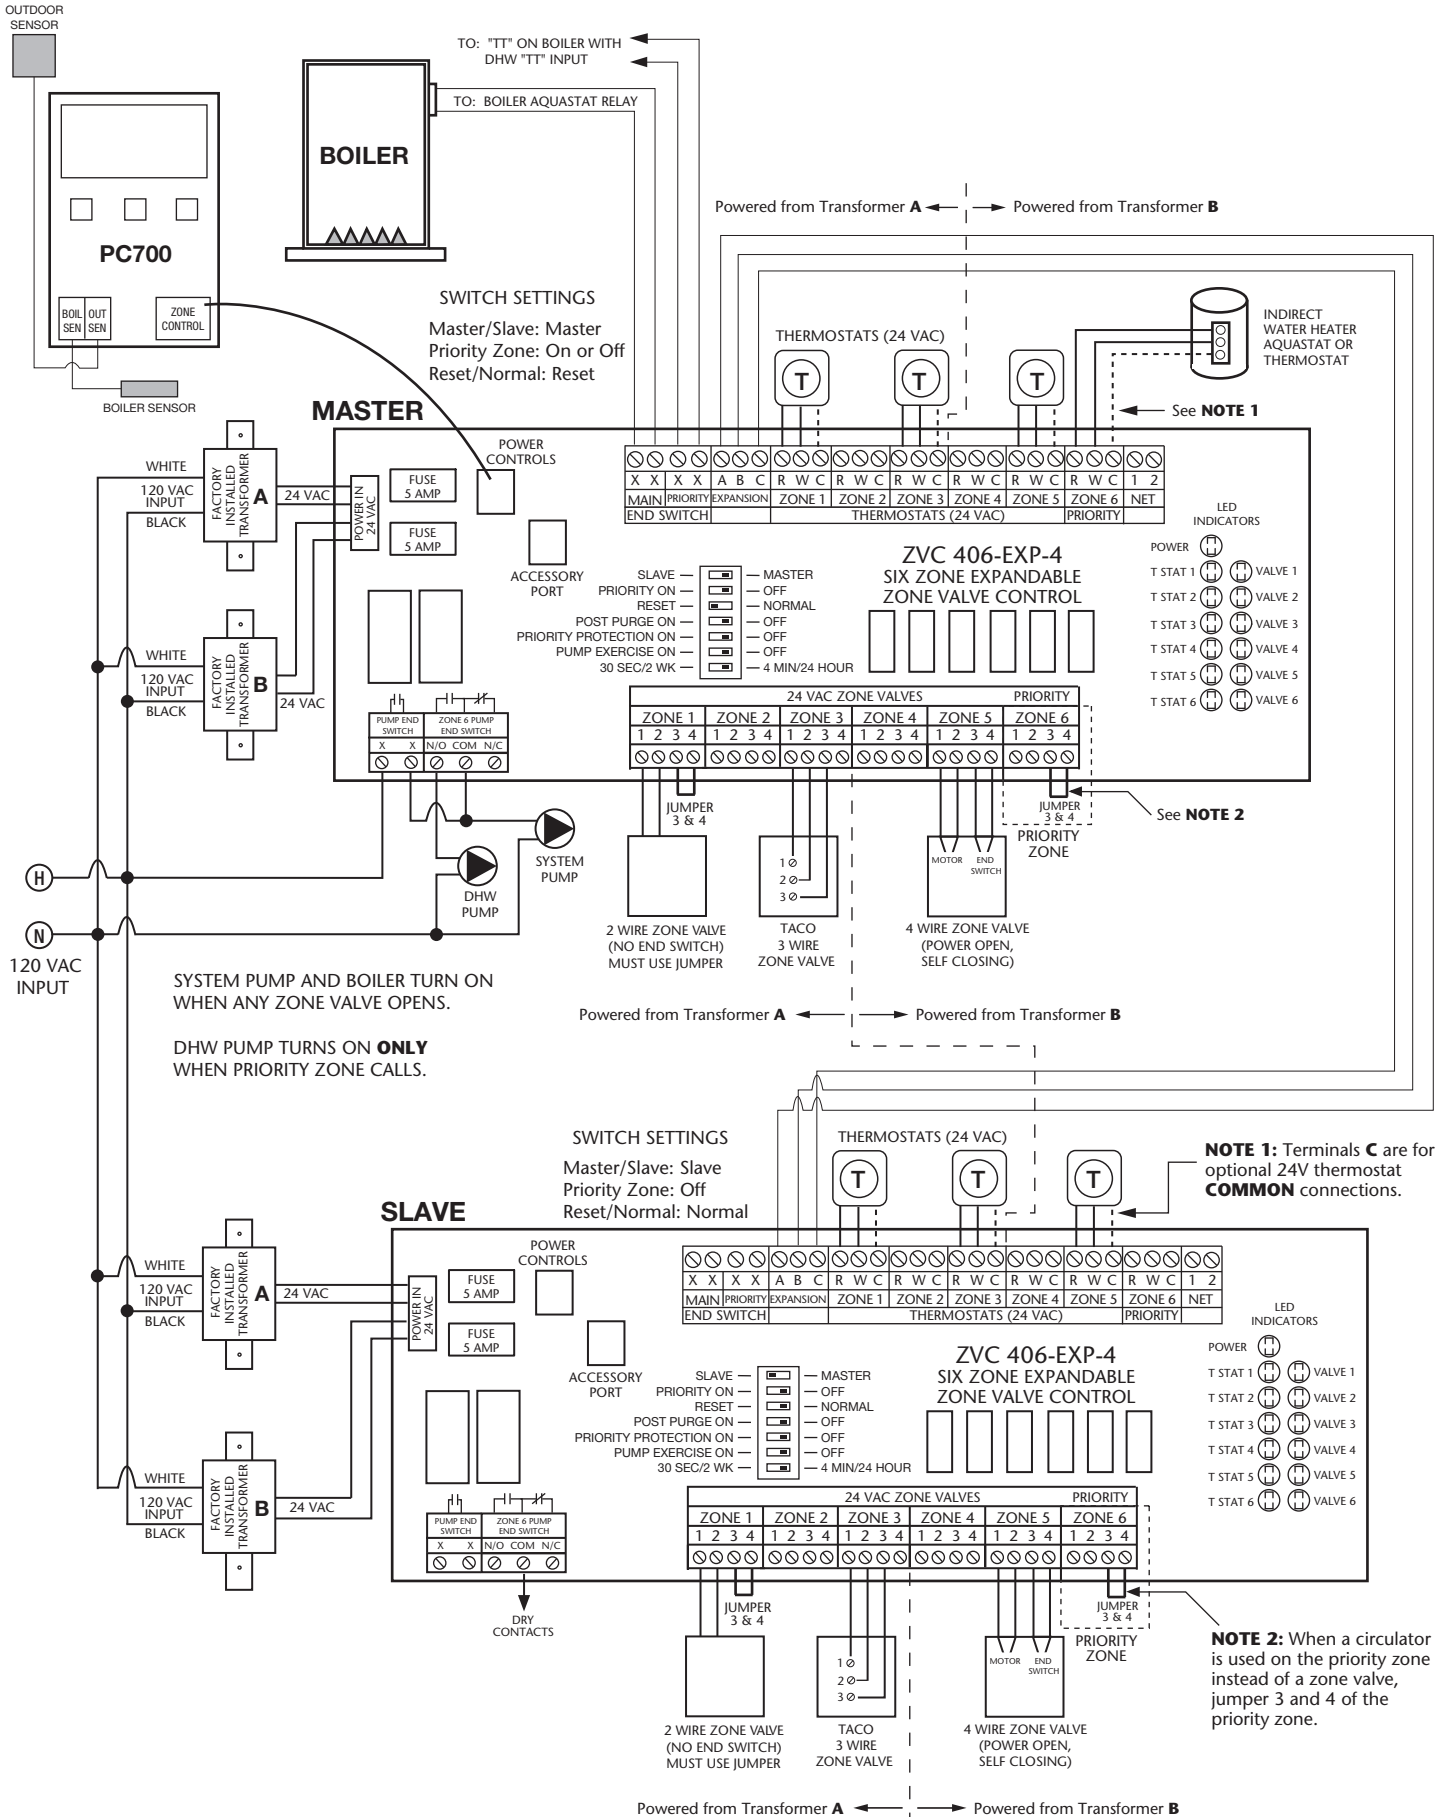 OUTDOOR
SENSOR
TO: "TT" ON BOILER WITH
DHW "TT" INPUT
TO: BOILER AQUASTAT RELAY
BOILER
PC700
BOIL
SEN
OUT
SEN
ZONE
CONTROL
BOILER SENSOR
Powered from Transformer A
Powered from Transformer B
SWITCH SETTINGS
Master/Slave: Master
Priority Zone: On or Off
Reset/Normal: Reset
THERMOSTATS (24 VAC)
T
T
T
INDIRECT
WATER HEATER
AQUASTAT OR
THERMOSTAT
See NOTE 1
MASTER
WHITE
120 VAC
INPUT
BLACK
FACTORY
INSTALLED
TRANSFORMER
A
24 VAC
POWER IN
24 VAC
FUSE
5 AMP
FUSE
5 AMP
POWER
CONTROLS
ACCESSORY
PORT
X X X X A B C R W C R W C R W C R W C R W C R W C 1 2
MAIN PRIORITY EXPANSION ZONE 1 ZONE 2 ZONE 3 ZONE 4 ZONE 5 ZONE 6 NET
END SWITCH THERMOSTATS (24 VAC) PRIORITY
ZVC 406-EXP-4
SIX ZONE EXPANDABLE
ZONE VALVE CONTROL
SLAVE MASTER
PRIORITY ON OFF
RESET NORMAL
POST PURGE ON OFF
PRIORITY PROTECTION ON OFF
PUMP EXERCISE ON OFF
30 SEC/2 WK 4 MIN/24 HOUR
LED
INDICATORS
POWER
T STAT 1 VALVE 1
T STAT 2 VALVE 2
T STAT 3 VALVE 3
T STAT 4 VALVE 4
T STAT 5 VALVE 5
T STAT 6 VALVE 6
WHITE
120 VAC
INPUT
BLACK
FACTORY
INSTALLED
TRANSFORMER
B
24 VAC
PUMP END
SWITCH
ZONE 6 PUMP
END SWITCH
X X N/O COM N/C
24 VAC ZONE VALVES PRIORITY
ZONE 1 ZONE 2 ZONE 3 ZONE 4 ZONE 5 ZONE 6
1 2 3 4 1 2 3 4 1 2 3 4 1 2 3 4 1 2 3 4 1 2 3 4
JUMPER
3 & 4
JUMPER
3 & 4
PRIORITY
ZONE
See NOTE 2
SYSTEM
PUMP
DHW
PUMP
H
N
120 VAC
INPUT
1
2
3
MOTOR
END
SWITCH
2 WIRE ZONE VALVE
(NO END SWITCH)
MUST USE JUMPER
TACO
3 WIRE
ZONE VALVE
4 WIRE ZONE VALVE
(POWER OPEN,
SELF CLOSING)
SYSTEM PUMP AND BOILER TURN ON
WHEN ANY ZONE VALVE OPENS.
DHW PUMP TURNS ON ONLY
WHEN PRIORITY ZONE CALLS.
Powered from Transformer A
Powered from Transformer B
SWITCH SETTINGS
Master/Slave: Slave
Priority Zone: Off
Reset/Normal: Normal
THERMOSTATS (24 VAC)
T
T
T
NOTE 1: Terminals C are for
optional 24V thermostat
COMMON connections.
SLAVE
WHITE
120 VAC
INPUT
BLACK
FACTORY
INSTALLED
TRANSFORMER
A
24 VAC
POWER IN
24 VAC
FUSE
5 AMP
FUSE
5 AMP
POWER
CONTROLS
ACCESSORY
PORT
X X X X A B C R W C R W C R W C R W C R W C R W C 1 2
MAIN PRIORITY EXPANSION ZONE 1 ZONE 2 ZONE 3 ZONE 4 ZONE 5 ZONE 6 NET
END SWITCH THERMOSTATS (24 VAC) PRIORITY
ZVC 406-EXP-4
SIX ZONE EXPANDABLE
ZONE VALVE CONTROL
SLAVE MASTER
PRIORITY ON OFF
RESET NORMAL
POST PURGE ON OFF
PRIORITY PROTECTION ON OFF
PUMP EXERCISE ON OFF
30 SEC/2 WK 4 MIN/24 HOUR
LED
INDICATORS
POWER
T STAT 1 VALVE 1
T STAT 2 VALVE 2
T STAT 3 VALVE 3
T STAT 4 VALVE 4
T STAT 5 VALVE 5
T STAT 6 VALVE 6
WHITE
120 VAC
INPUT
BLACK
FACTORY
INSTALLED
TRANSFORMER
B
24 VAC
PUMP END
SWITCH
ZONE 6 PUMP
END SWITCH
X X N/O COM N/C
DRY
CONTACTS
24 VAC ZONE VALVES PRIORITY
ZONE 1 ZONE 2 ZONE 3 ZONE 4 ZONE 5 ZONE 6
1 2 3 4 1 2 3 4 1 2 3 4 1 2 3 4 1 2 3 4 1 2 3 4
JUMPER
3 & 4
JUMPER
3 & 4
PRIORITY
ZONE
1
2
3
MOTOR
END
SWITCH
2 WIRE ZONE VALVE
(NO END SWITCH)
MUST USE JUMPER
TACO
3 WIRE
ZONE VALVE
4 WIRE ZONE VALVE
(POWER OPEN,
SELF CLOSING)
NOTE 2: When a circulator
is used on the priority zone
instead of a zone valve,
jumper 3 and 4 of the
priority zone.
Powered from Transformer A
Powered from Transformer B